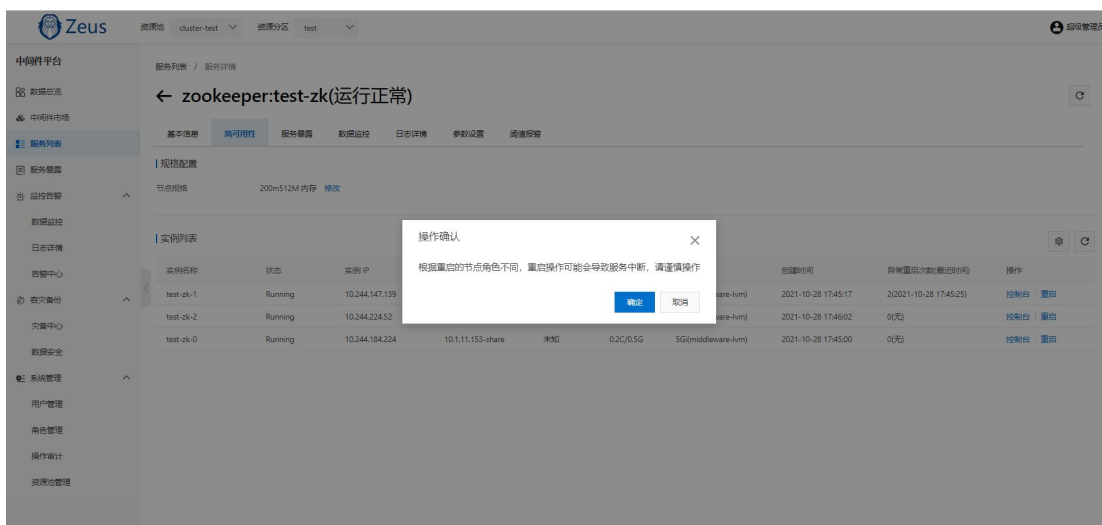 Zeus
资源池 cluster-test 资源分区 test
超级管理员
中间件平台
数据总览
中间件市场
服务列表
服务暴露
监控告警
数据监控
日志详情
告警中心
容灾备份
灾备中心
数据安全
系统管理
用户管理
角色管理
操作审计
资源池管理
服务列表 / 服务详情
← zookeeper:test-zk(运行正常)
基本信息 高可用性 服务暴露 数据监控 日志详情 参数设置 阈值报警
规格配置
节点规格 200m512M 内存 修改
实例列表
实例名称 状态 实例 IP 创建时间 异常重启次数(最近时间) 操作
test-zk-1 Running 10.244.147.139 ware-lvm) 2021-10-28 17:45:17 2(2021-10-28 17:45:25) 控制台 重启
test-zk-2 Running 10.244.224.52 ware-lvm) 2021-10-28 17:46:02 0(无) 控制台 重启
test-zk-0 Running 10.244.184.224 10.1.11.153-share 未知 0.2C/0.5G 5G(middleware-lvm) 2021-10-28 17:45:00 0(无) 控制台 重启
操作确认
根据重启的节点角色不同，重启操作可能会导致服务中断，请谨慎操作
确定 取消